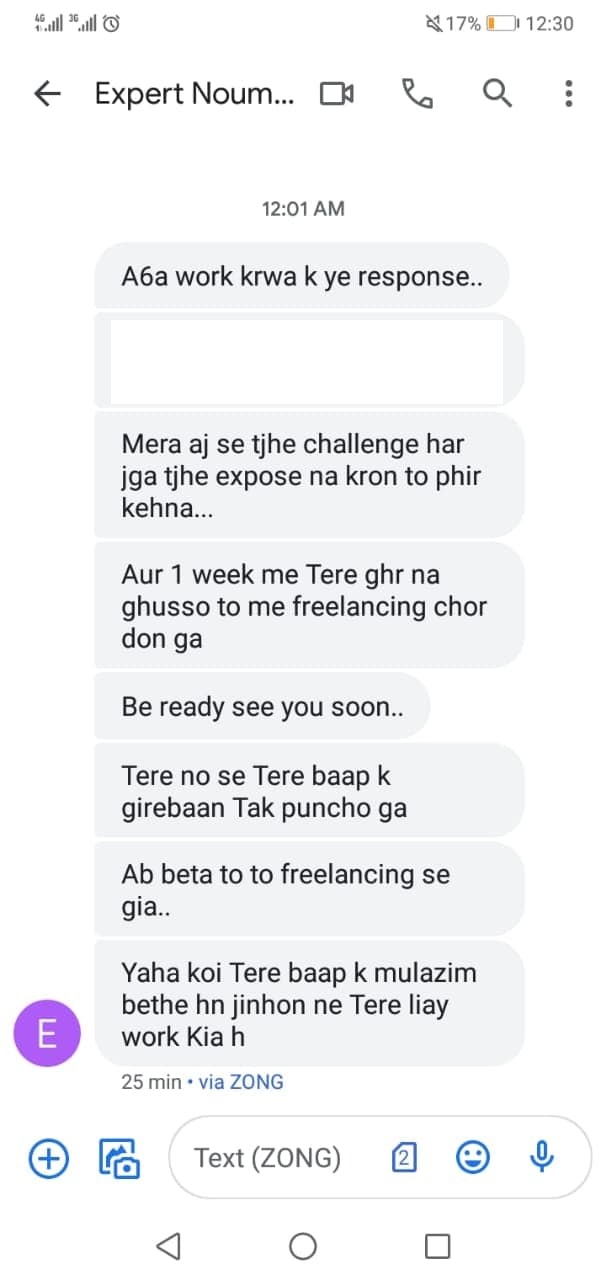 4G 3G 17% 12:30
Expert Noum...
12:01 AM
A6a work krwa k ye response..
Mera aj se tjhe challenge har
jga tjhe expose na kron to phir
kehna...
Aur 1 week me Tere ghr na
ghusso to me freelancing chor
don ga
Be ready see you soon..
Tere no se Tere baap k
girebaan Tak puncho ga
Ab beta to to freelancing se
gia..
Yaha koi Tere baap k mulazim
bethe hn jinhon ne Tere liay
work Kia h
E
25 min • via ZONG
Text (ZONG) 2